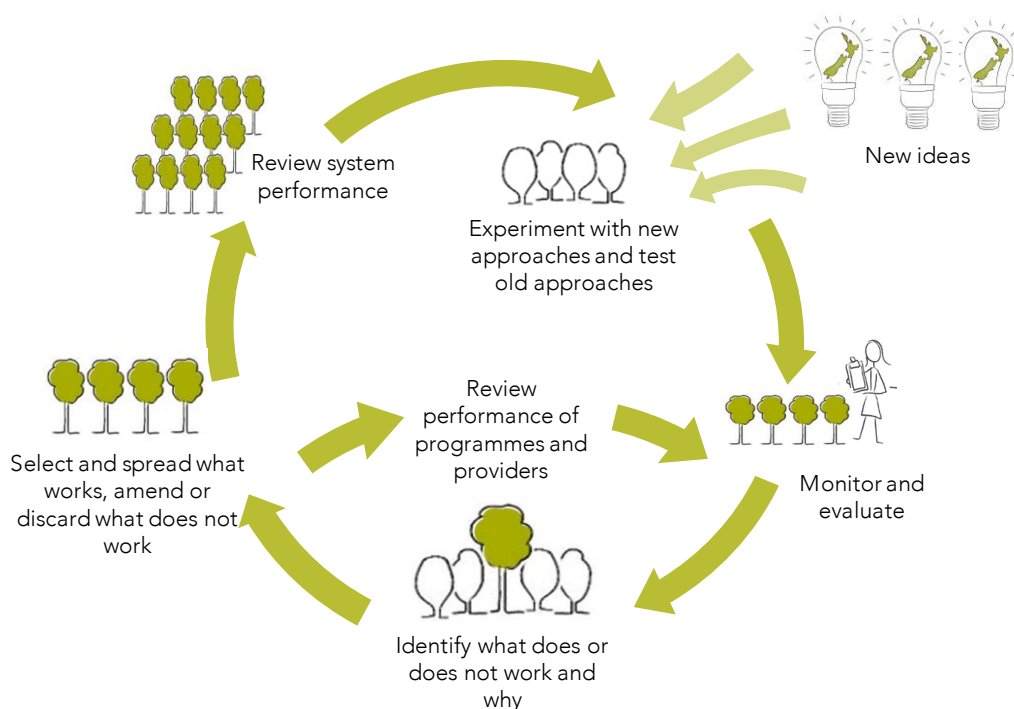 New ideas
Review system
performance
Experiment with new
approaches and test
old approaches
Review
performance of
programmes and
providers
Select and spread what
works, amend or
discard what does not
work
Monitor and
evaluate
Identify what does or
does not work and
why